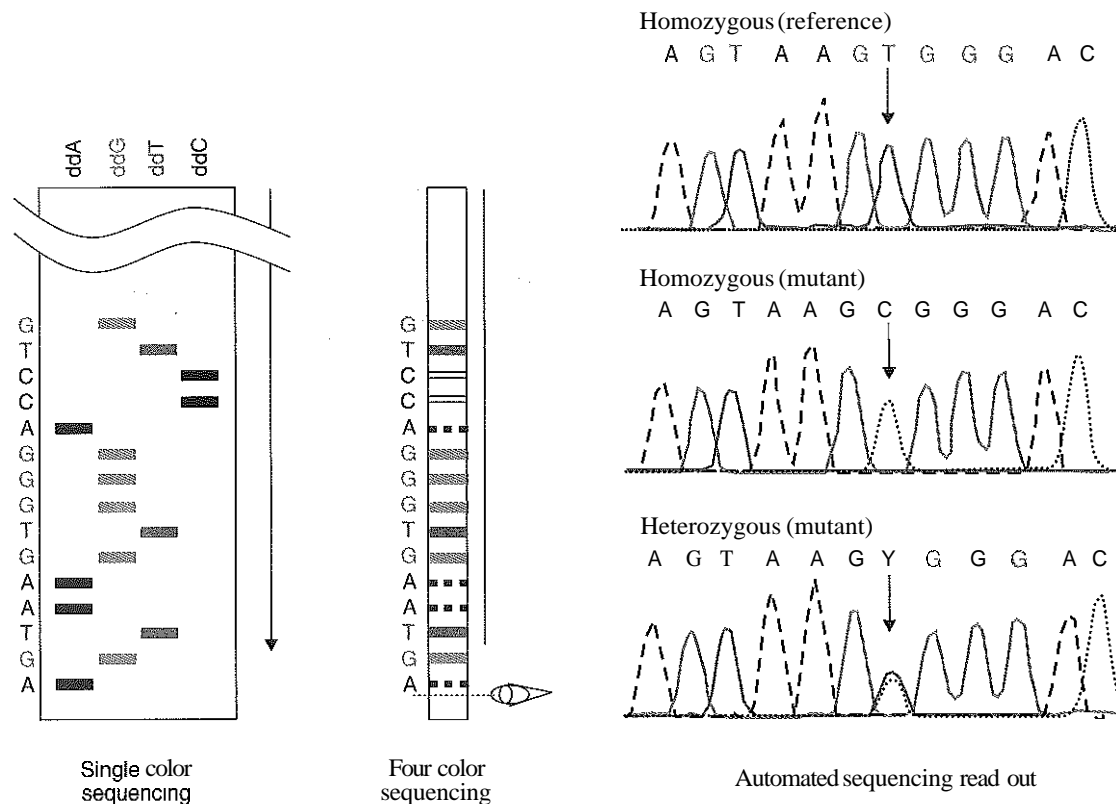 ddA ddG ddT ddC
G
T
C
C
A
G
G
G
T
G
A
A
T
G
A
Single color
sequencing
G
T
C
C
A
G
G
G
T
G
A
A
T
G
A
Four color
sequencing
Homozygous (reference)
A G T A A G T G G G A C
Homozygous (mutant)
A G T A A G C G G G A C
Heterozygous (mutant)
A G T A A G Y G G G A C
Automated sequencing read out